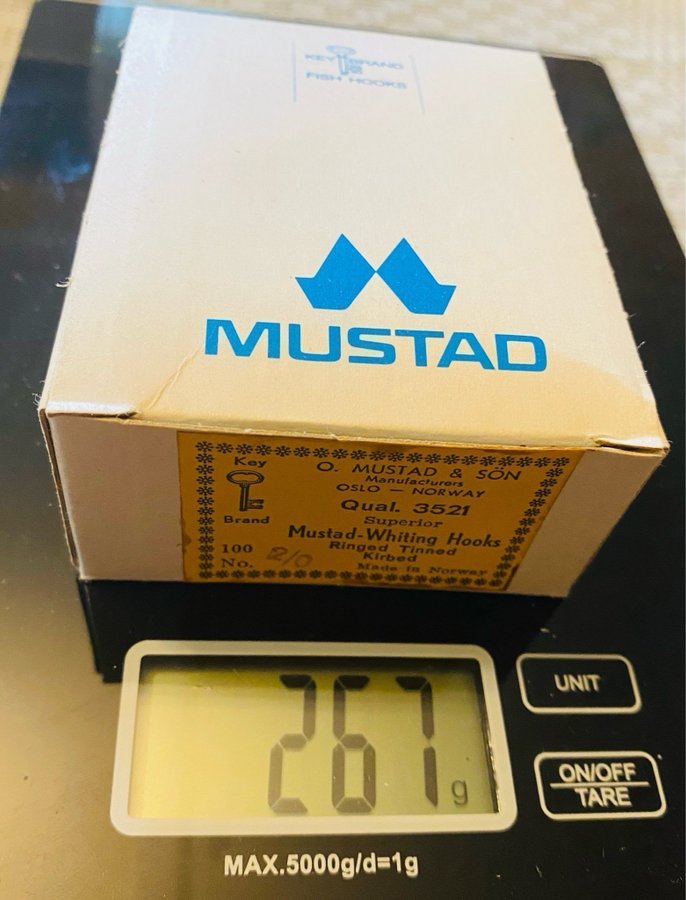 KEY BRAND
FISH HOOKS
MUSTAD
Key
Brand
O. MUSTAD & SÖN
Manufacturers
OSLO — NORWAY
Qual. 3521
Superior
Mustad-Whiting Hooks
Ringed Tinned
Kirbed
100
No. 2/0
Made in Norway
267 g
UNIT
ON/OFF
TARE
MAX.5000g/d=1g